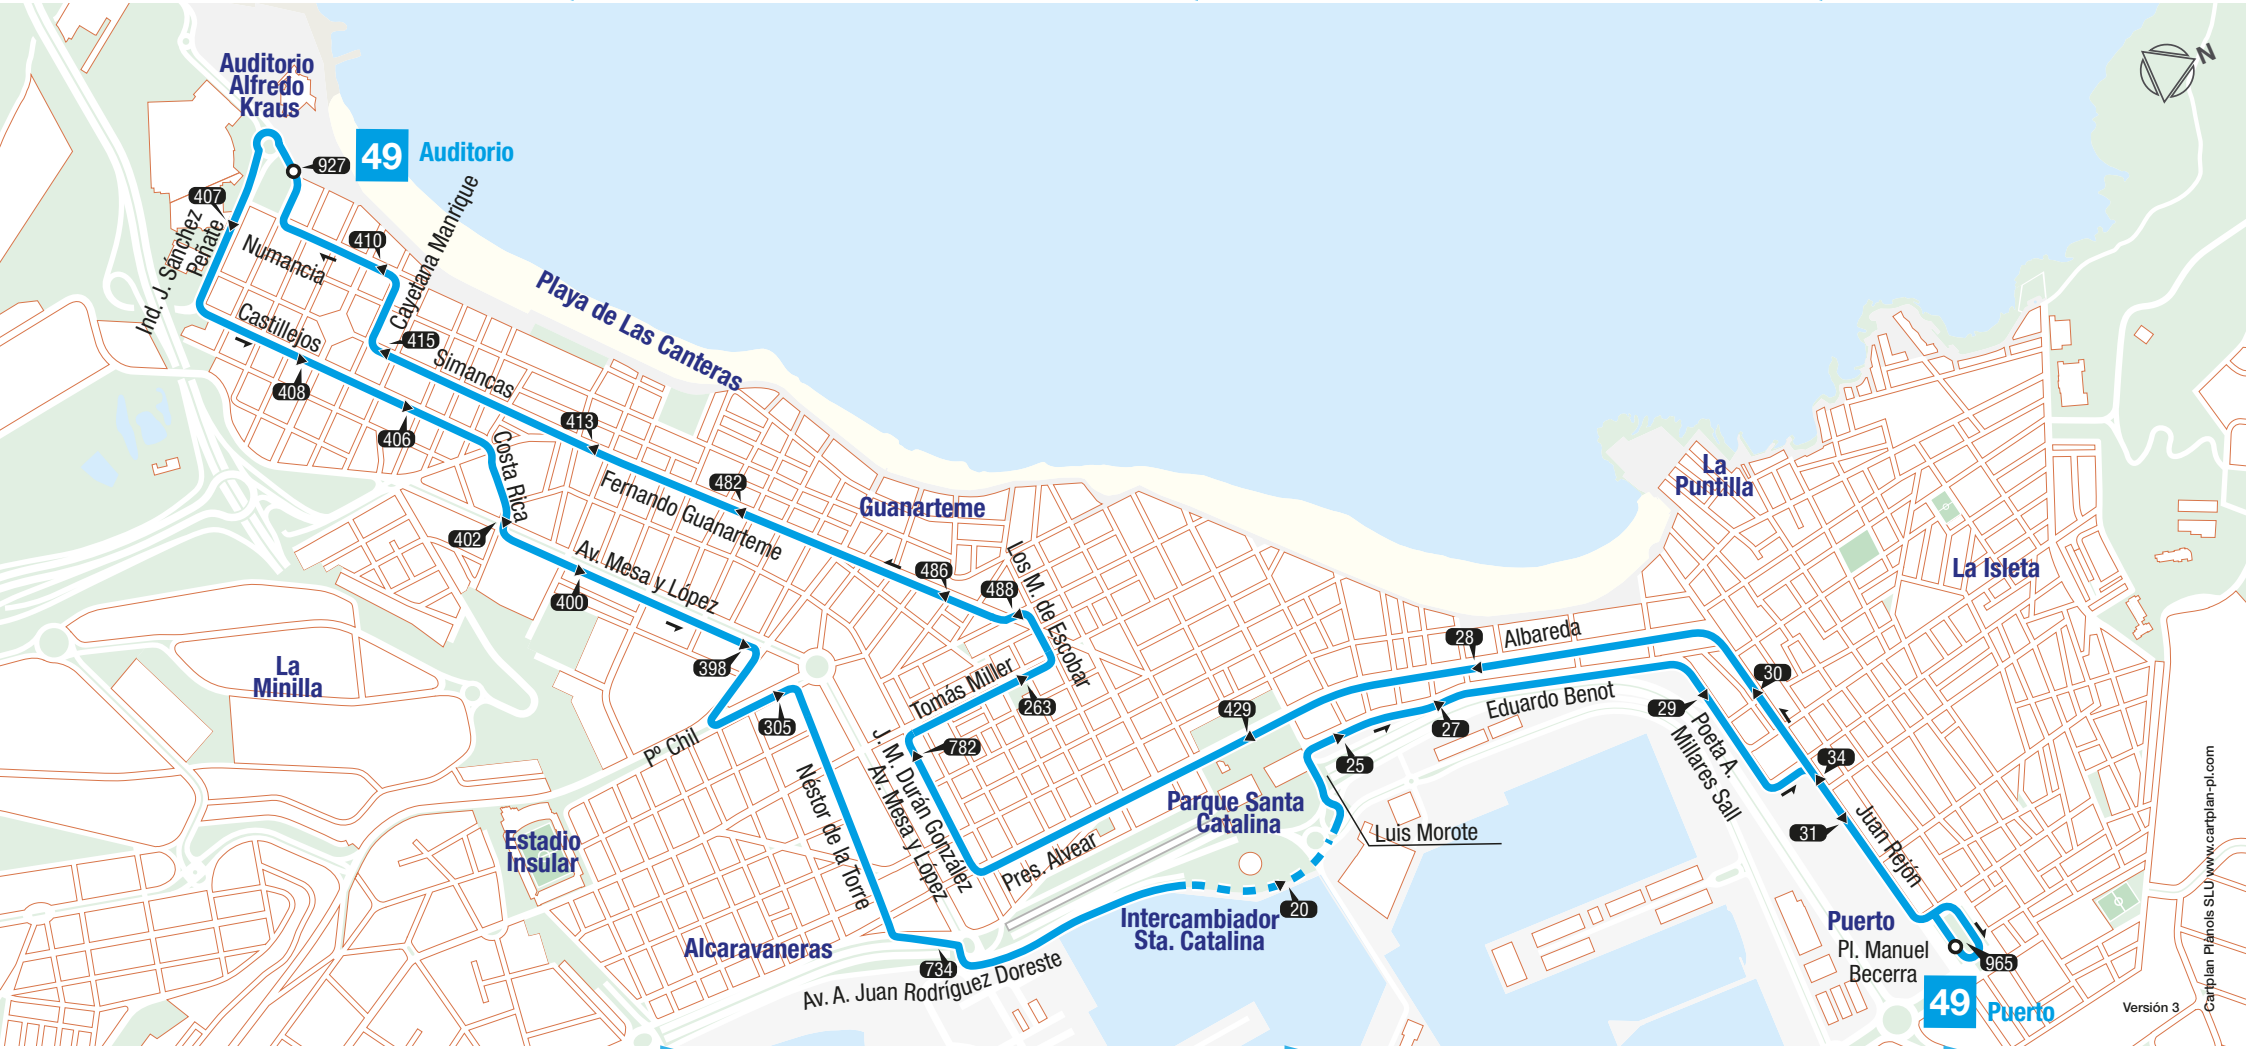 Auditorio
Alfredo
Kraus
49 Auditorio
N
927
407
Ind. J. Sánchez
Peñate
Numancia
410
Cayetana Manrique
Playa de Las Canteras
Castillejos
415
Simancas
408
406
413
Costa Rica
482
Fernando Guanarteme
Guanarteme
La
Puntilla
402
Av. Mesa y López
400
486
488
Los M. de Escobar
La Isleta
398
La
Minilla
Tomás Miller
263
28
Albareda
30
Eduardo Benot
29
305
Pº Chil
429
27
782
J. M. Durán González
Av. Mesa y López
25
Poeta A.
Millares Sall
34
Néstor de la Torre
Parque Santa
Catalina
Luis Morote
31
Juan Rejón
Estadio
Insular
Pres. Alvear
20
Intercambiador
Sta. Catalina
Alcaravaneras
734
Av. A. Juan Rodríguez Doreste
Puerto
Pl. Manuel
Becerra
965
49 Puerto
Versión 3
Cartplan Plànols SLU www.cartplan-pl.com